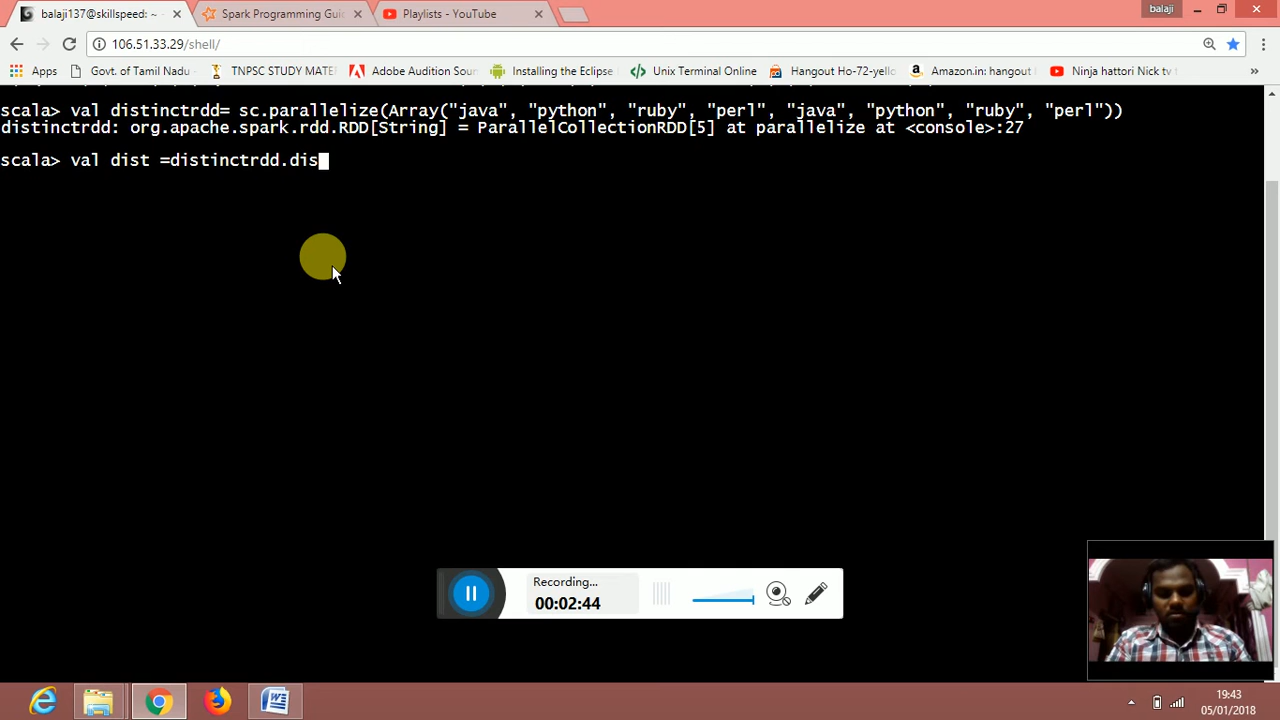 balaji137@skillspeed: ~
Spark Programming Guid
Playlists - YouTube
balaji
106.51.33.29/shell/
Apps
Govt. of Tamil Nadu
TNPSC STUDY MATE
Adobe Audition Sour
Installing the Eclipse
Unix Terminal Online
Hangout Ho-72-yello
Amazon.in: hangout
Ninja hattori Nick tv
»
scala> val distinctrdd= sc.parallelize(Array("java", "python", "ruby", "perl", "java", "python", "ruby", "perl"))
distinctrdd: org.apache.spark.rdd.RDD[String] = ParallelCollectionRDD[5] at parallelize at <console>:27
scala> val dist =distinctrdd.dis
Recording...
00:02:44
19:43
05/01/2018